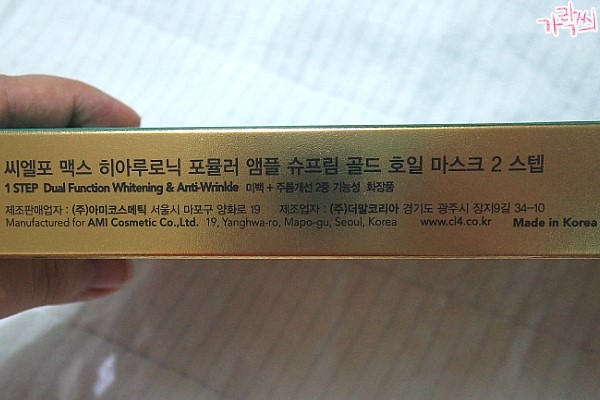 가락씨
씨엘포 맥스 히아루로닉 포뮬러 앰플 슈프림 골드 호일 마스크 2 스텝
1 STEP Dual Function Whitening & Anti-Wrinkle 미백 + 주름개선 2중 기능성 화장품
제조판매업자 : (주)아미코스메틱 서울시 마포구 양화로 19 제조업자 : (주)더말코리아 경기도 광주시 장지9길 34-10
Manufactured for AMI Cosmetic Co.,Ltd. 19, Yanghwa-ro, Mapo-gu, Seoul, Korea www.cl4.co.kr Made in Korea